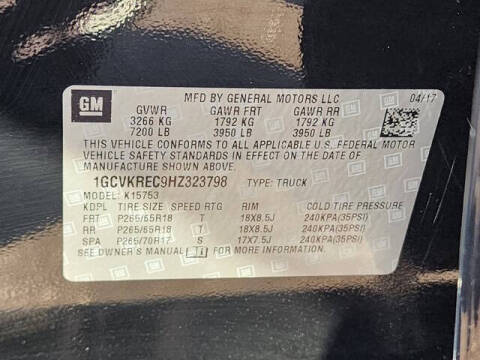 GM
MFD BY GENERAL MOTORS LLC 04/17
GVWR GAWR FRT GAWR RR
3266 KG 1792 KG 1792 KG
7200 LB 3950 LB 3950 LB
THIS VEHICLE CONFORMS TO ALL APPLICABLE U.S. FEDERAL MOTOR
VEHICLE SAFETY STANDARDS IN EFFECT ON THE DATE OF
MANUFACTURE SHOWN ABOVE.
1GCVKREC9HZ323798 TYPE: TRUCK
MODEL: K15753
KDPL TIRE SIZE SPEED RTG RIM COLD TIRE PRESSURE
FRT P265/65R18 T 18X8.5J 240KPA(35PSI)
RR P265/65R18 T 18X8.5J 240KPA(35PSI)
SPA P265/70R17 S 17X7.5J 240KPA(35PSI)
SEE OWNER'S MANUAL i FOR MORE INFORMATION.